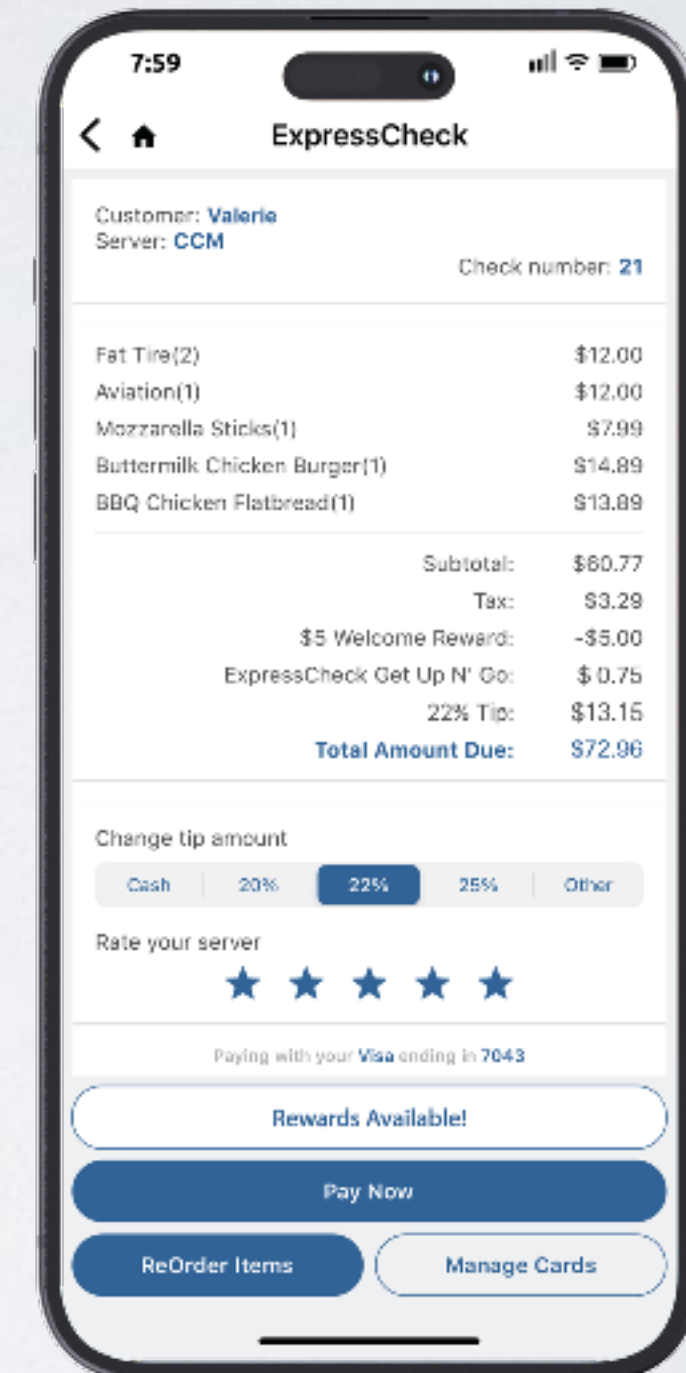 7:59
ExpressCheck
Customer: Valerie
Server: CCM
Check number: 21
Fat Tire(2) $12.00
Aviation(1) $12.00
Mozzarella Sticks(1) $7.99
Buttermilk Chicken Burger(1) $14.89
BBQ Chicken Flatbread(1) $13.89
Subtotal: $60.77
Tax: $3.29
$5 Welcome Reward: -$5.00
ExpressCheck Get Up N' Go: $ 0.75
22% Tip: $13.15
Total Amount Due: $72.96
Change tip amount
Cash 20% 22% 25% Other
Rate your server
Paying with your Visa ending in 7043
Rewards Available!
Pay Now
ReOrder Items Manage Cards